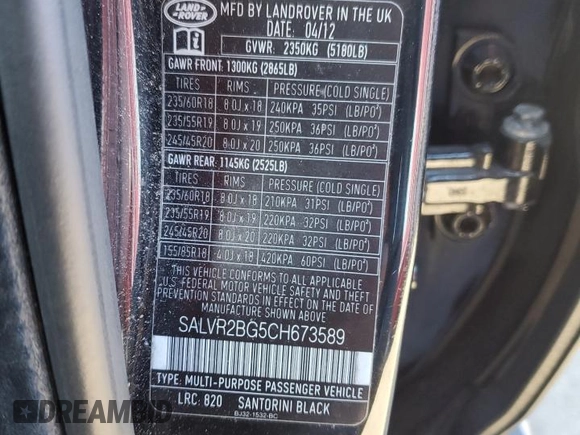 LAND ROVER
MFD BY LANDROVER IN THE UK
DATE: 04/12
GVWR: 2350KG (5180LB)
GAWR FRONT: 1300KG (2865LB)
TIRES RIMS PRESSURE (COLD SINGLE)
235/60R18 8.0J x 18 240KPA 35PSI (LB/PO²)
235/55R19 8.0J x 19 250KPA 36PSI (LB/PO²)
245/45R20 8.0J x 20 250KPA 36PSI (LB/PO²)
GAWR REAR: 1145KG (2525LB)
TIRES RIMS PRESSURE (COLD SINGLE)
235/60R18 8.0J x 18 210KPA 31PSI (LB/PO²)
235/55R19 8.0J x 19 220KPA 32PSI (LB/PO²)
245/45R20 8.0J x 20 220KPA 32PSI (LB/PO²)
155/85R18 4.0J x 18 420KPA 60PSI (LB/PO²)
THIS VEHICLE CONFORMS TO ALL APPLICABLE
U.S FEDERAL MOTOR VEHICLE SAFETY AND THEFT
PREVENTION STANDARDS IN EFFECT ON THE DATE
OF MANUFACTURE SHOWN ABOVE.
SALVR2BG5CH673589
TYPE: MULTI-PURPOSE PASSENGER VEHICLE
LRC: 820 SANTORINI BLACK
BJ32-1532-BC
DREAMBID